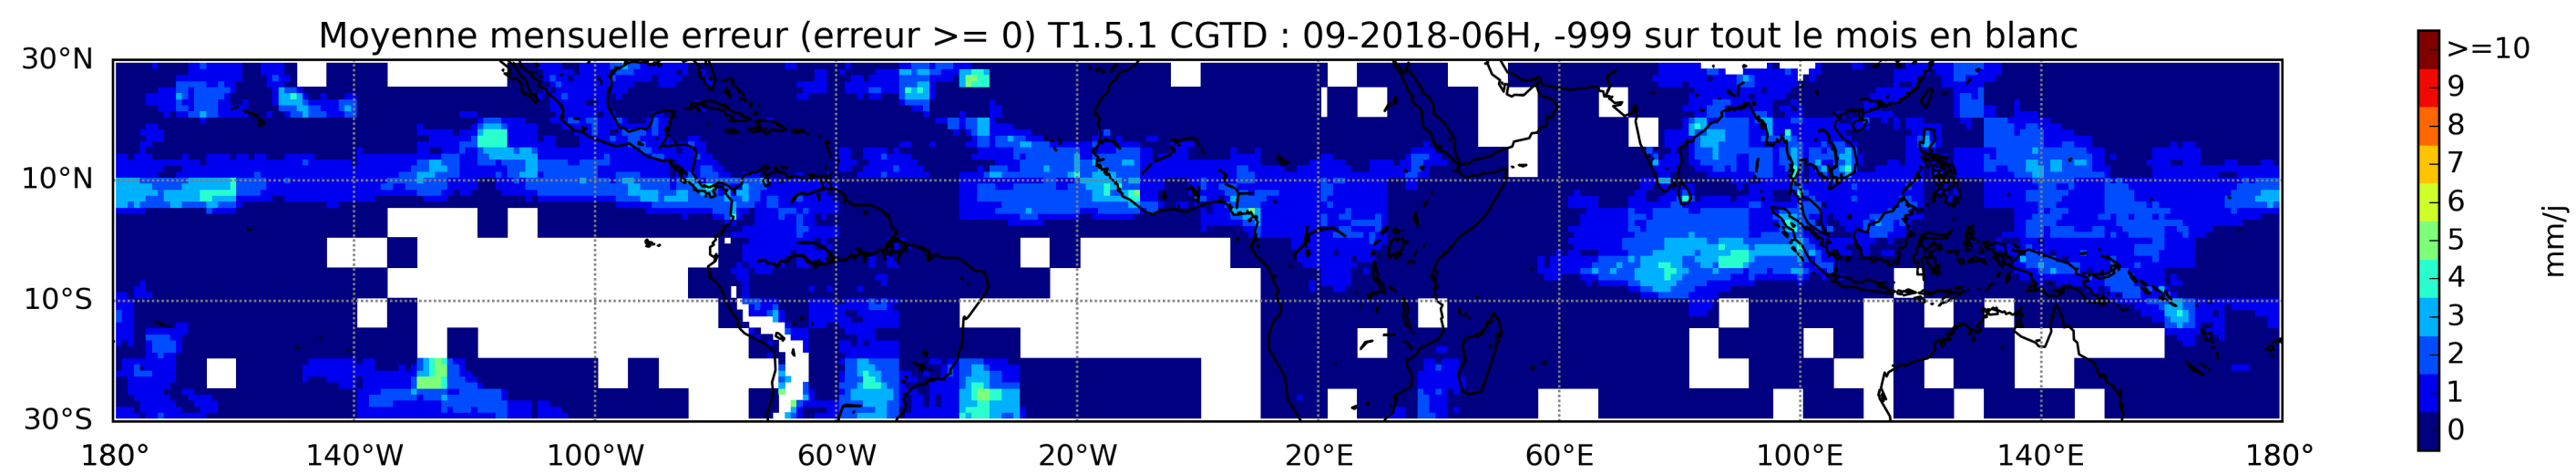 Moyenne mensuelle erreur (erreur >= 0) T1.5.1 CGTD : 09-2018-06H, -999 sur tout le mois en blanc
30°N
10°N
10°S
30°S
180° 140°W 100°W 60°W 20°W 20°E 60°E 100°E 140°E 180°
>=10
9
8
7
6
5
4
3
2
1
0
mm/j